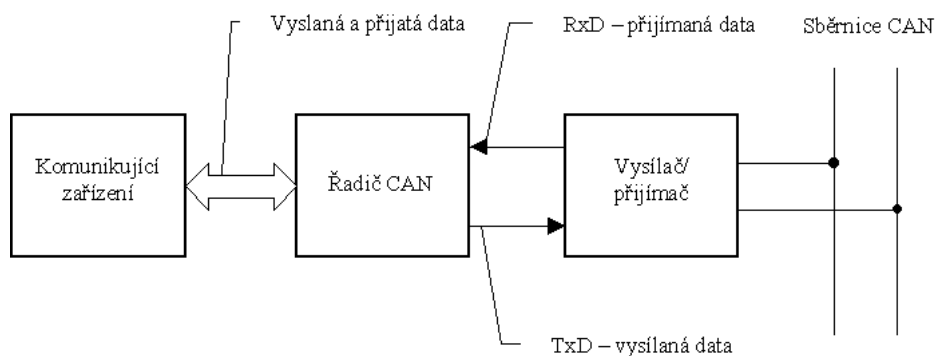 Vyslaná a přijatá data
RxD – přijímaná data
Sběrnice CAN
Komunikující
zařízení
Řadič CAN
Vysílač/
přijímač
TxD – vysílaná data